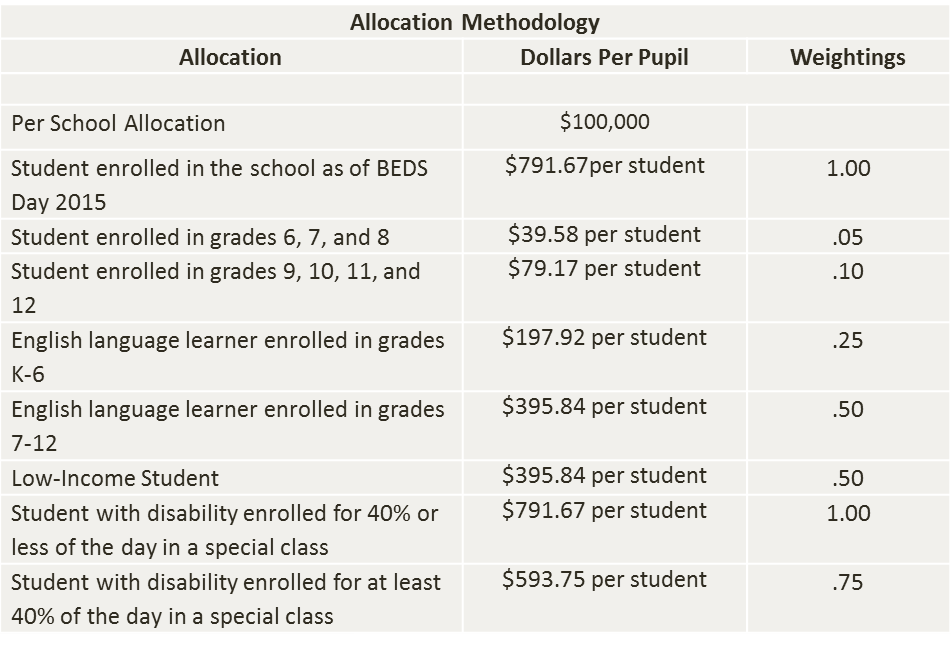 Allocation Methodology
Allocation Dollars Per Pupil Weightings
Per School Allocation $100,000
Student enrolled in the school as of BEDS $791.67per student 1.00
Day 2015
Student enrolled in grades 6, 7, and 8 $39.58 per student .05
Student enrolled in grades 9, 10, 11, and $79.17 per student .10
12
English language learner enrolled in grades $197.92 per student .25
K-6
English language learner enrolled in grades $395.84 per student .50
7-12
Low-Income Student $395.84 per student .50
Student with disability enrolled for 40% or $791.67 per student 1.00
less of the day in a special class
Student with disability enrolled for at least $593.75 per student .75
40% of the day in a special class